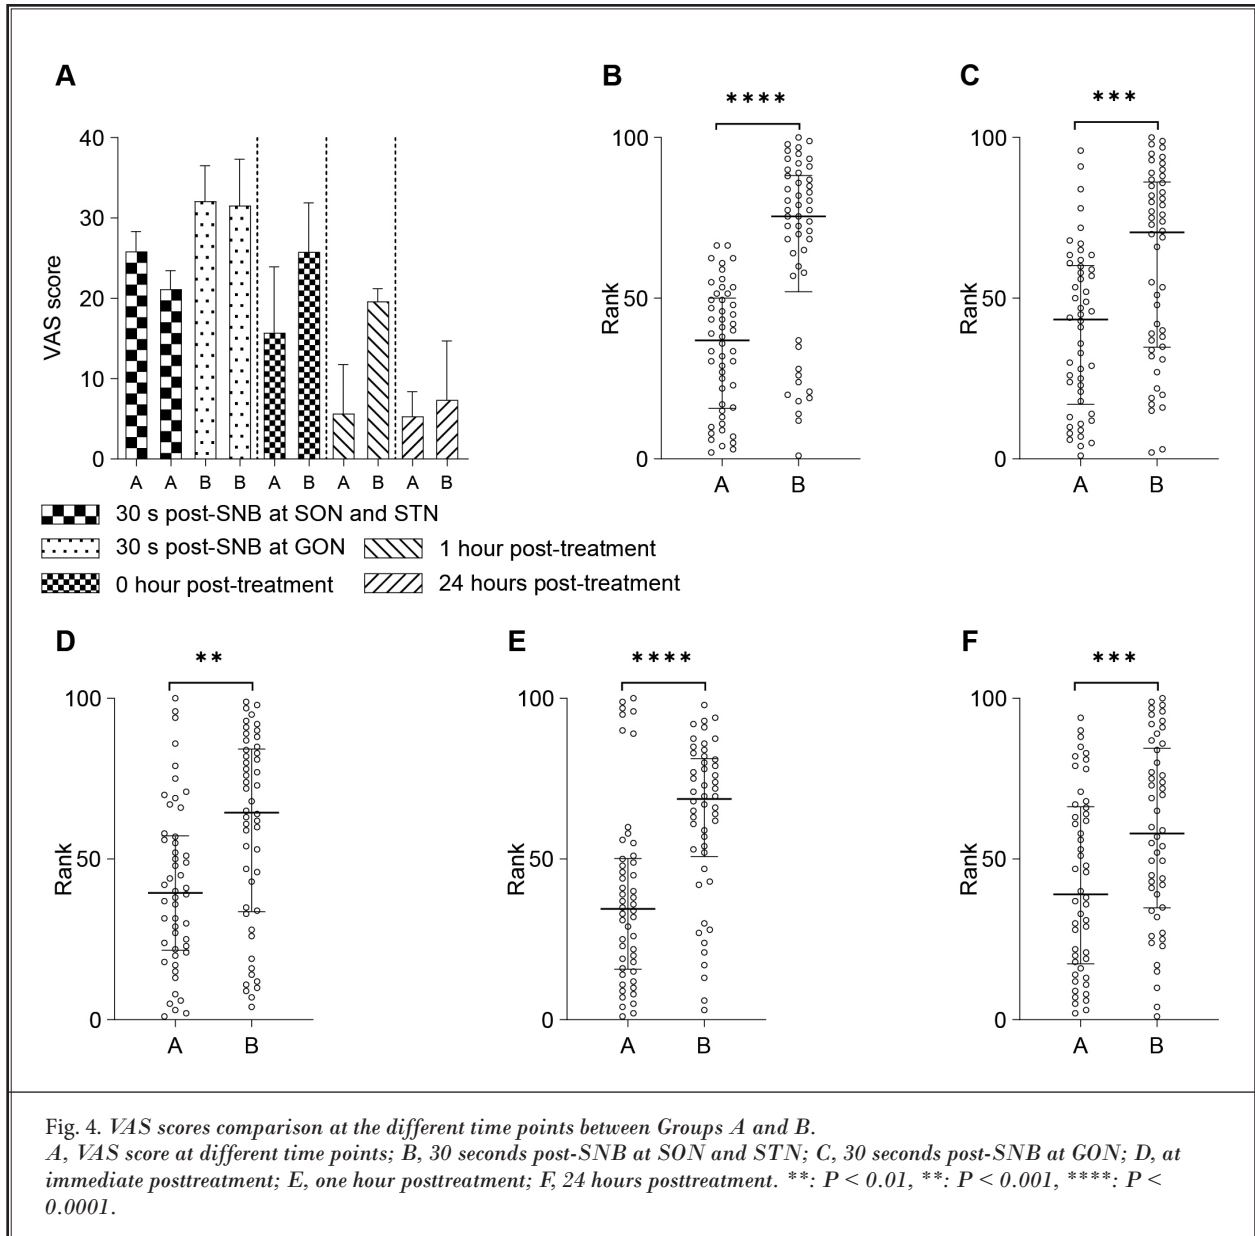 A
40
30
20
10
0
VAS score
A A B B A B A B A B
30 s post-SNB at SON and STN
30 s post-SNB at GON
1 hour post-treatment
0 hour post-treatment
24 hours post-treatment
B
****
100
50
0
Rank
A B
C
***
100
50
0
Rank
A B
D
**
100
50
0
Rank
A B
E
****
100
50
0
Rank
A B
F
***
100
50
0
Rank
A B
Fig. 4. VAS scores comparison at the different time points between Groups A and B.
A, VAS score at different time points; B, 30 seconds post-SNB at SON and STN; C, 30 seconds post-SNB at GON; D, at
immediate posttreatment; E, one hour posttreatment; F, 24 hours posttreatment. **: P < 0.01, **: P < 0.001, ****: P <
0.0001.